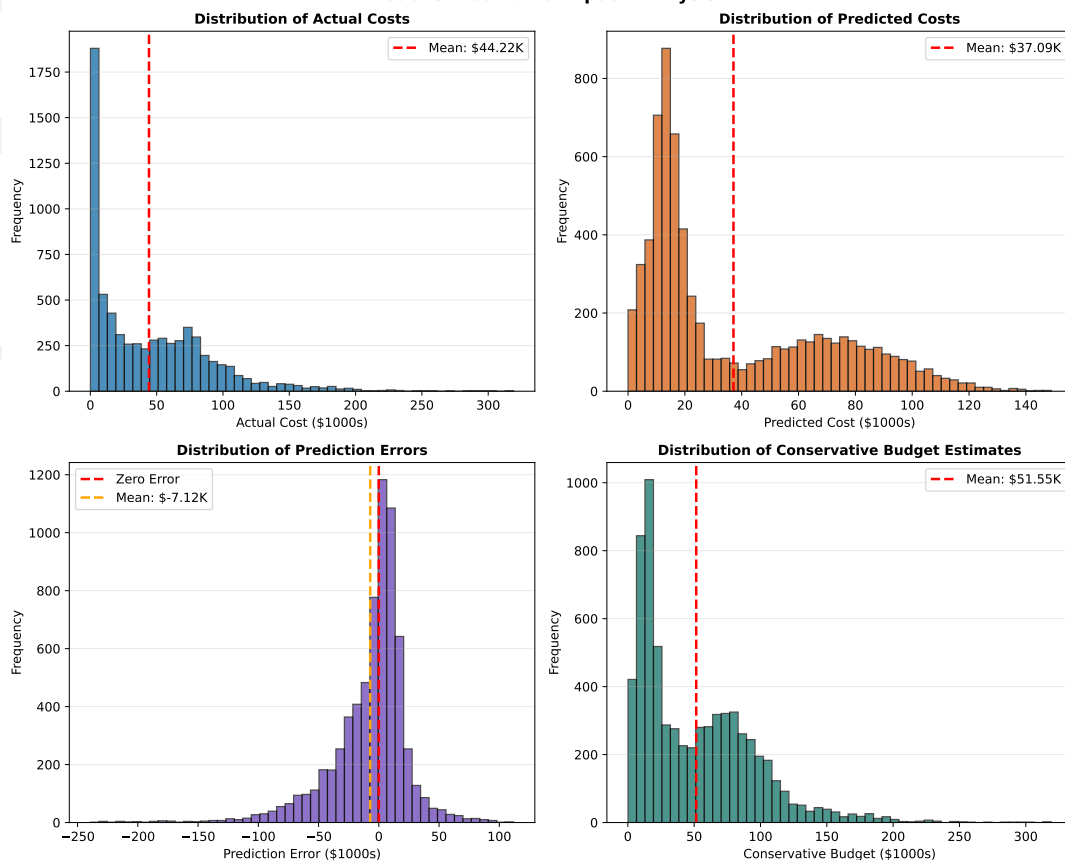 Distribution of Actual Costs
Mean: $44.22K
Frequency
1750
1500
1250
1000
750
500
250
0
0 50 100 150 200 250 300
Actual Cost ($1000s)
Distribution of Predicted Costs
Mean: $37.09K
Frequency
800
600
400
200
0
0 20 40 60 80 100 120 140
Predicted Cost ($1000s)
Distribution of Prediction Errors
Zero Error
Mean: $-7.12K
Frequency
1200
1000
800
600
400
200
0
−250 −200 −150 −100 −50 0 50 100
Prediction Error ($1000s)
Distribution of Conservative Budget Estimates
Mean: $51.55K
Frequency
1000
800
600
400
200
0
0 50 100 150 200 250 300
Conservative Budget ($1000s)